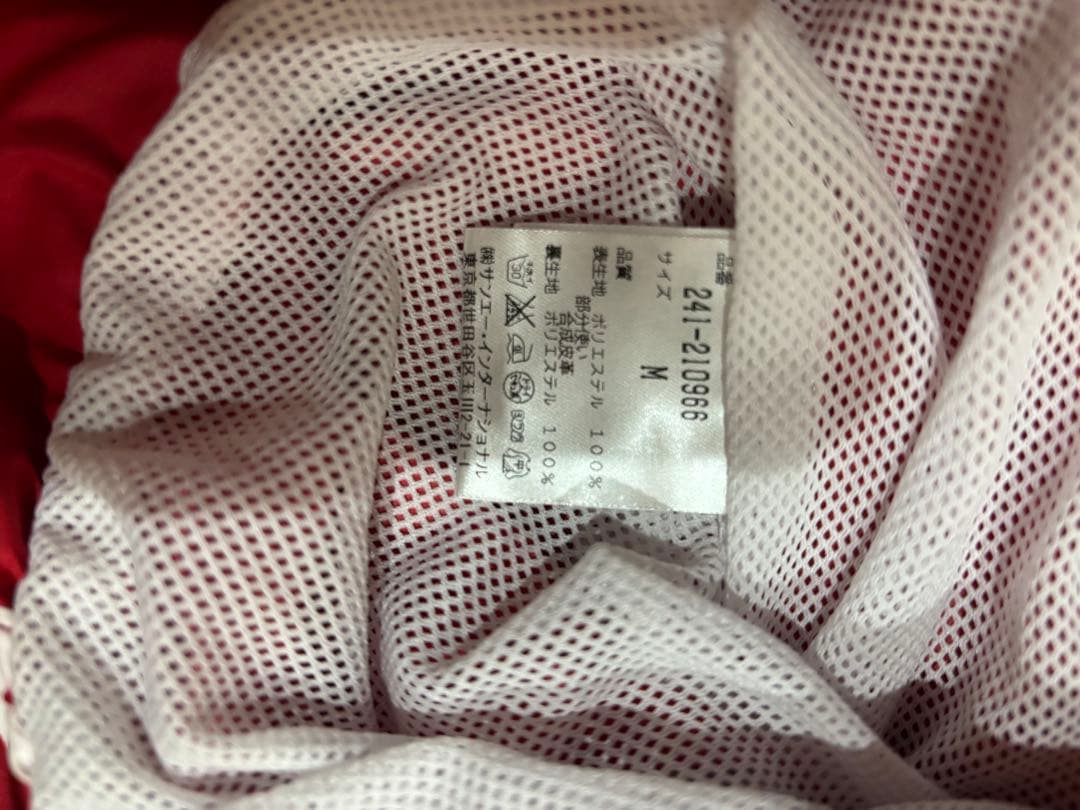 品番
241-210966
サイズ M
品質
表生地 ポリエステル 100%
部分使い
合成皮革
裏生地 ポリエステル 100%
㈱サンエー・インターナショナル
東京都世田谷区玉川2-21-1